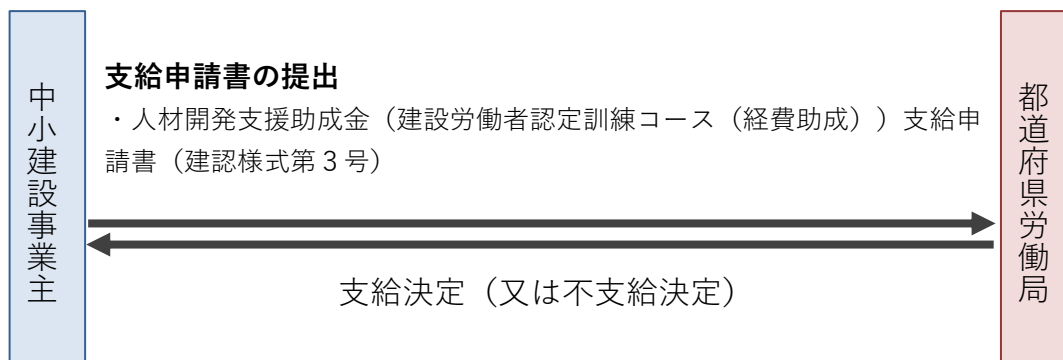 中小建設事業主
支給申請書の提出
・人材開発支援助成金（建設労働者認定訓練コース（経費助成））支給申
請書（建認様式第３号）
支給決定（又は不支給決定）
都道府県労働局